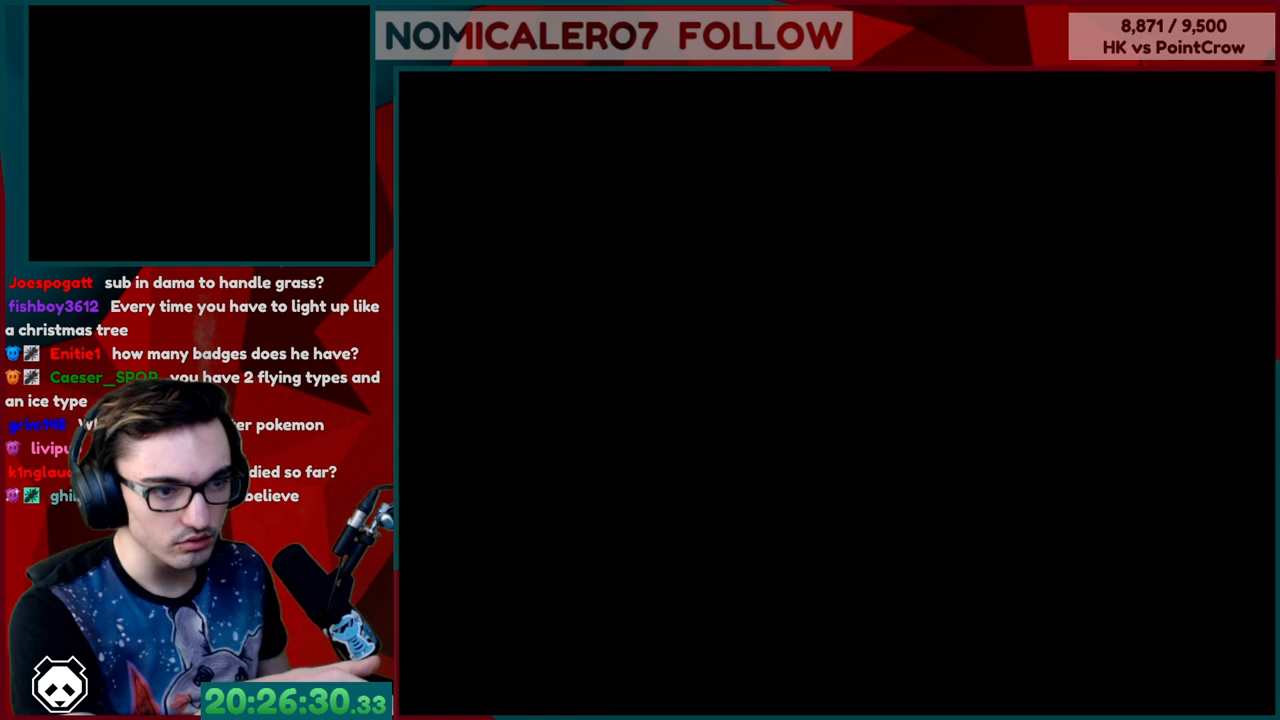 NOMICALERO7 FOLLOW
8,871 / 9,500
HK vs PointCrow
Joespogatt sub in dama to handle grass?
fishboy3612 Every time you have to light up like
a christmas tree
Enitie1 how many badges does he have?
Caeser_SPQR you have 2 flying types and
an ice type
grim145 pokemon
died so far?
believe
20:26:30.33